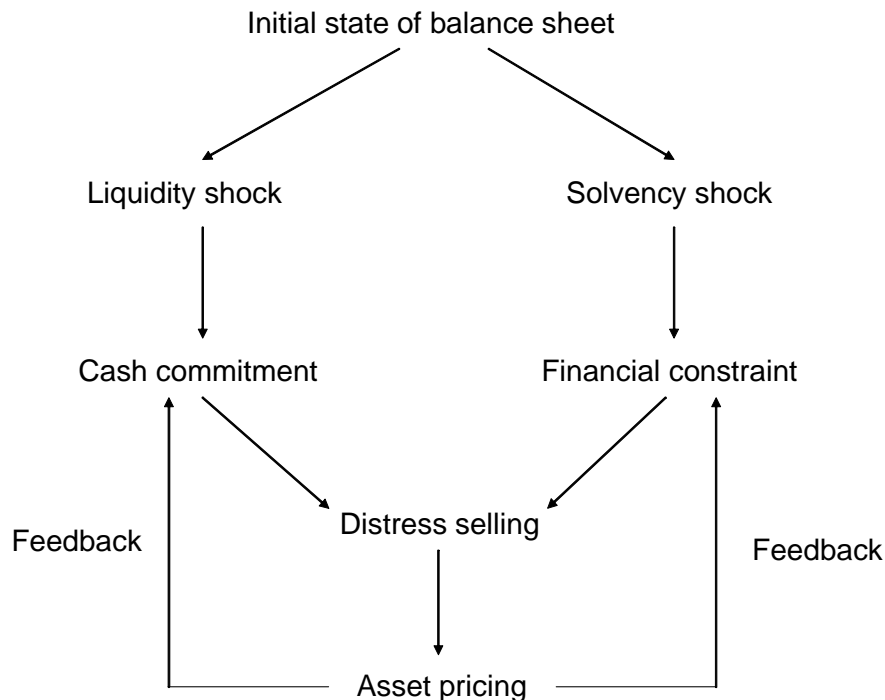 Initial state of balance sheet
Liquidity shock
Solvency shock
Cash commitment
Financial constraint
Distress selling
Feedback
Feedback
Asset pricing